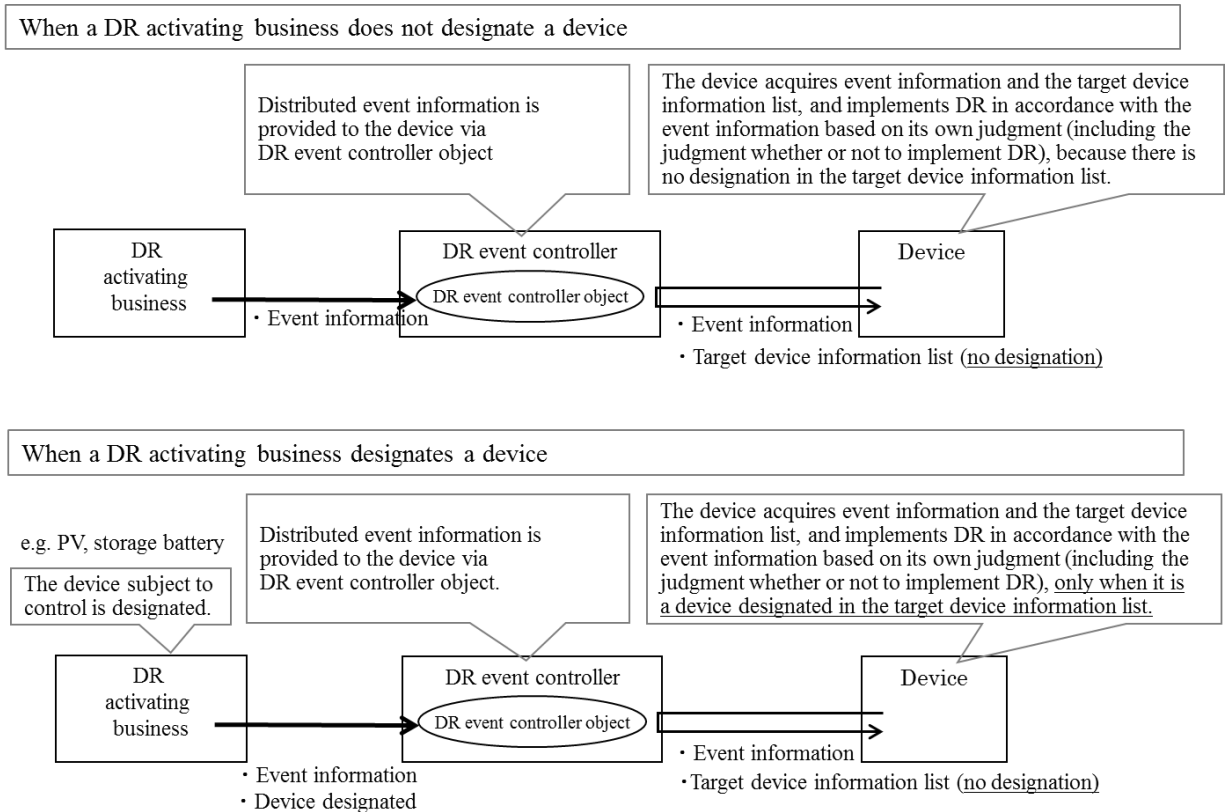 When a DR activating business does not designate a device
Distributed event information is
provided to the device via
DR event controller object
The device acquires event information and the target device
information list, and implements DR in accordance with the
event information based on its own judgment (including the
judgment whether or not to implement DR), because there is
no designation in the target device information list.
DR
activating
business
DR event controller
DR event controller object
Device
・Event information
・Event information
・Target device information list (no designation)
When a DR activating business designates a device
e.g. PV, storage battery
The device subject to
control is designated.
Distributed event information is
provided to the device via
DR event controller object.
The device acquires event information and the target device
information list, and implements DR in accordance with the
event information based on its own judgment (including the
judgment whether or not to implement DR), only when it is
a device designated in the target device information list.
DR
activating
business
DR event controller
DR event controller object
Device
・Event information
・Device designated
・Event information
・Target device information list (no designation)